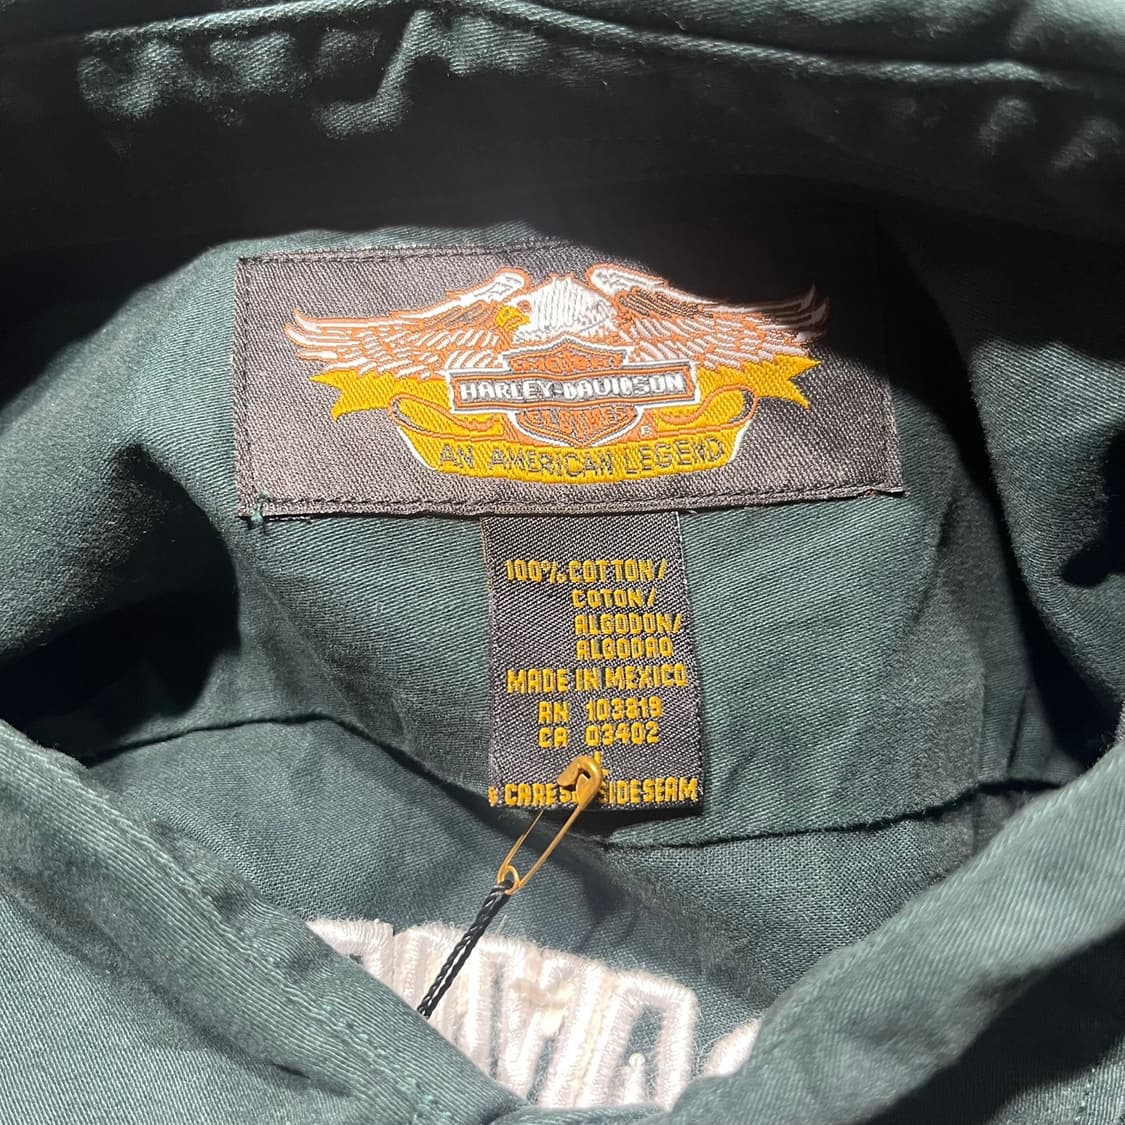 MOTOR
HARLEY-DAVIDSON
CLOTHES
®
AN AMERICAN LEGEND
100% COTTON/
COTON/
ALGODON/
ALGODAO
MADE IN MEXICO
RN 103819
CA 03402
L